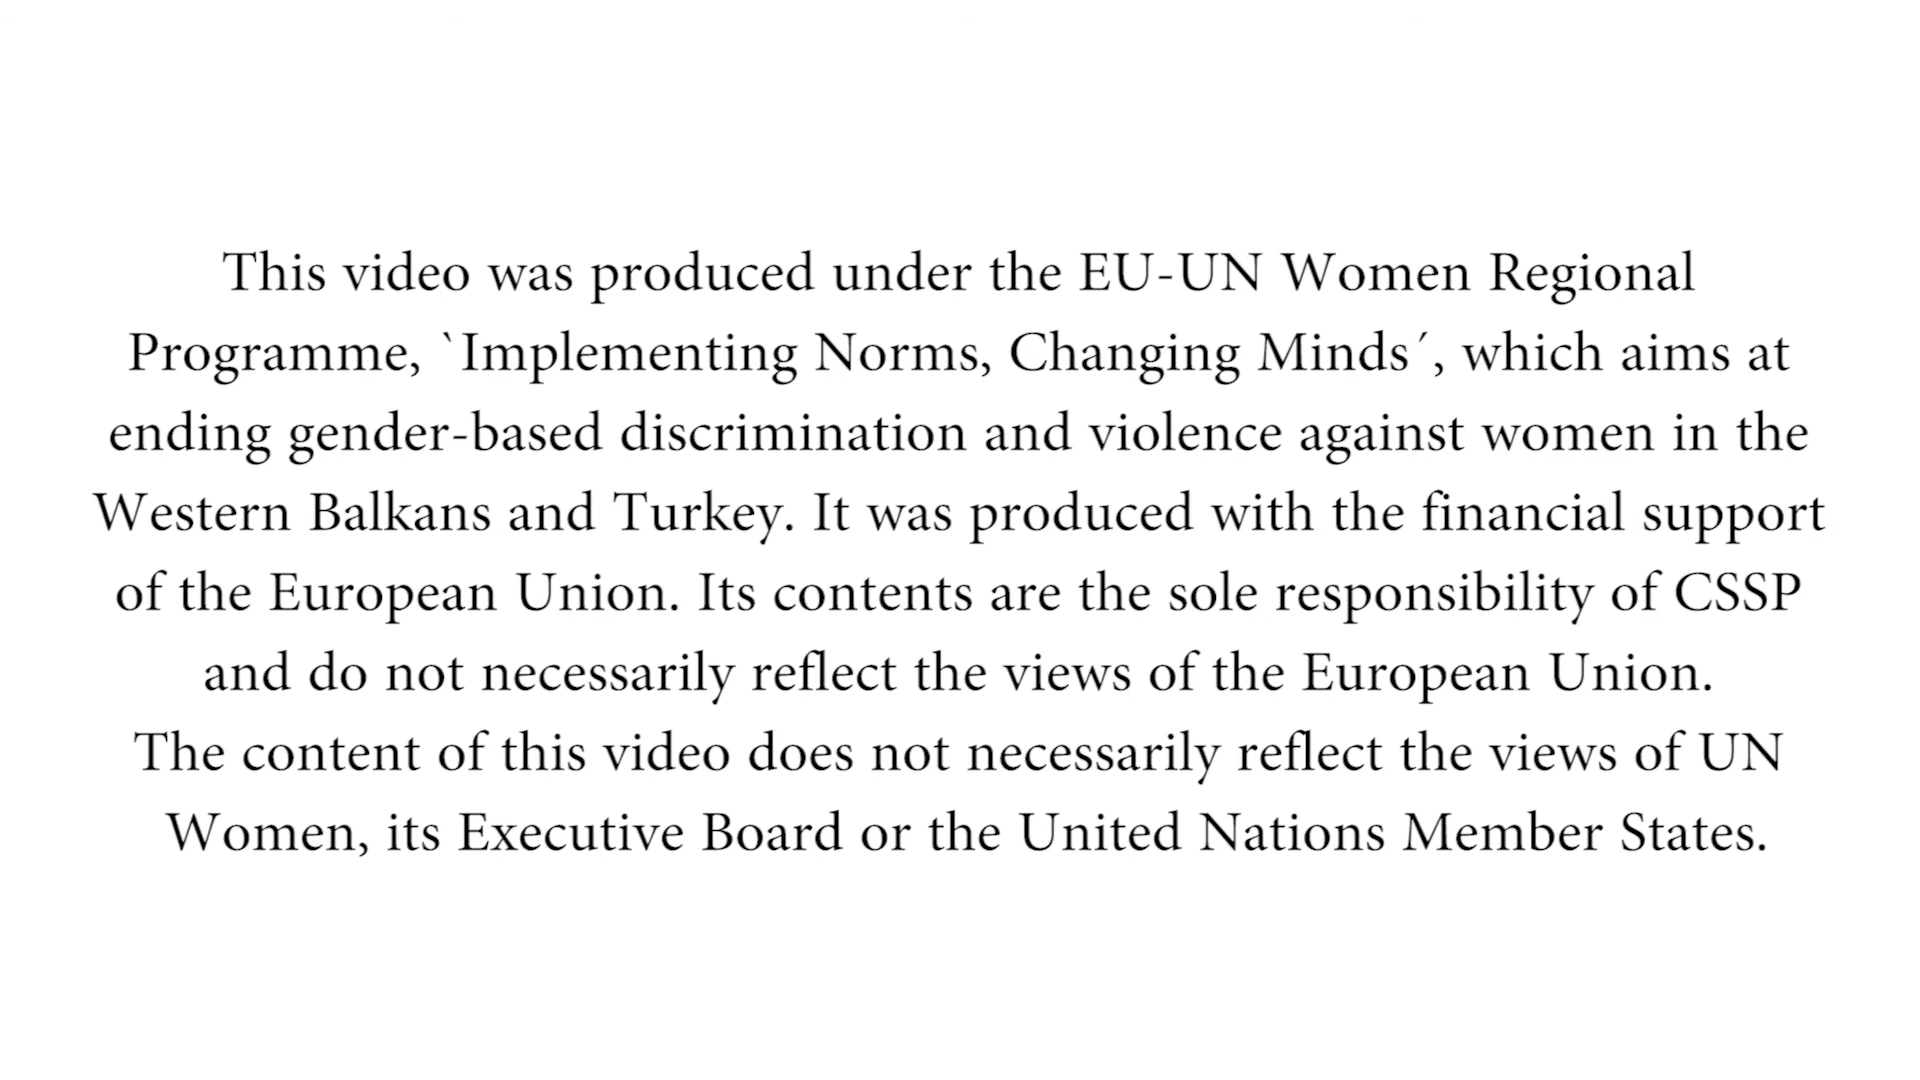 This video was produced under the EU-UN Women Regional
Programme, `Implementing Norms, Changing Minds´, which aims at
ending gender-based discrimination and violence against women in the
Western Balkans and Turkey. It was produced with the financial support
of the European Union. Its contents are the sole responsibility of CSSP
and do not necessarily reflect the views of the European Union.
The content of this video does not necessarily reflect the views of UN
Women, its Executive Board or the United Nations Member States.